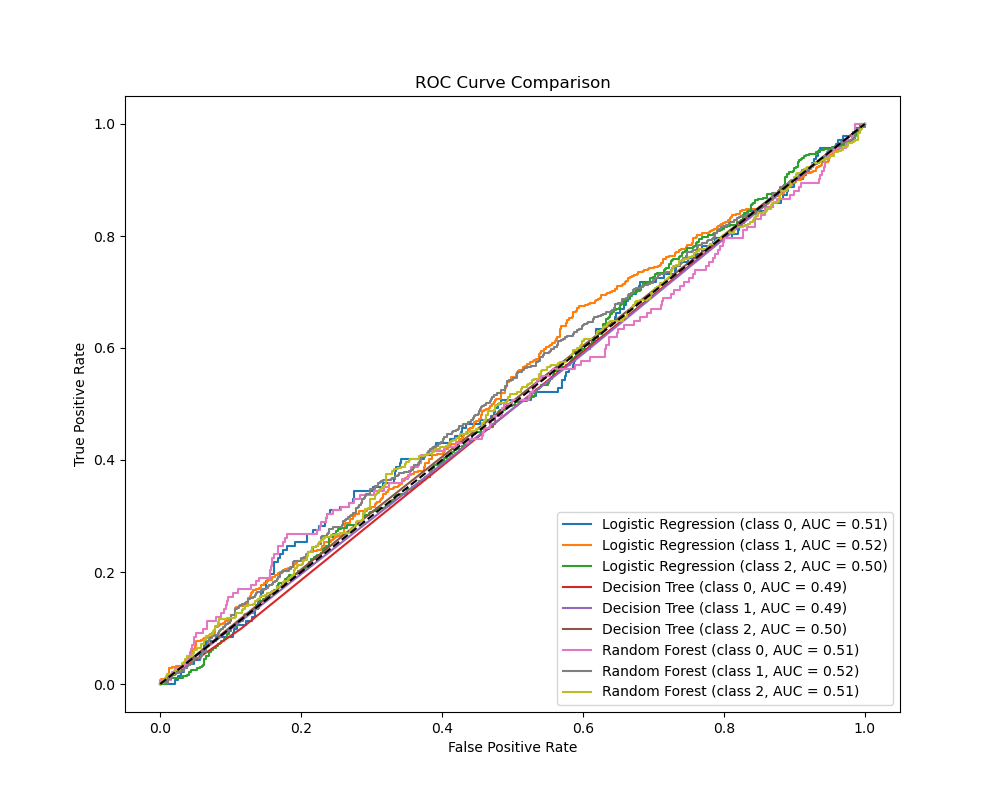 ROC Curve Comparison
True Positive Rate
1.0
0.8
0.6
0.4
0.2
0.0
Logistic Regression (class 0, AUC = 0.51)
Logistic Regression (class 1, AUC = 0.52)
Logistic Regression (class 2, AUC = 0.50)
Decision Tree (class 0, AUC = 0.49)
Decision Tree (class 1, AUC = 0.49)
Decision Tree (class 2, AUC = 0.50)
Random Forest (class 0, AUC = 0.51)
Random Forest (class 1, AUC = 0.52)
Random Forest (class 2, AUC = 0.51)
0.0 0.2 0.4 0.6 0.8 1.0
False Positive Rate